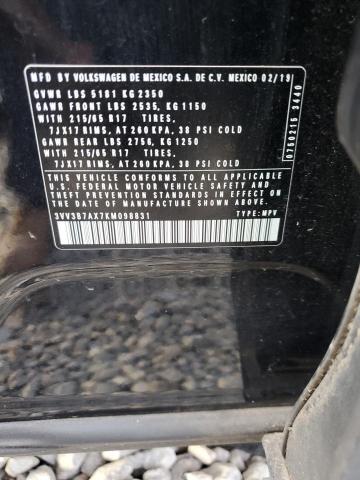 MFD BY VOLKSWAGEN DE MEXICO S.A. DE C.V. MEXICO 02/19
GVWR LBS 5181 KG 2350
GAWR FRONT LBS 2535, KG 1150
WITH 215/65 R17 TIRES,
7JX17 RIMS, AT 260 KPA, 38 PSI COLD
GAWR REAR LBS 2756, KG 1250
WITH 215/65 R17 TIRES,
7JX17 RIMS, AT 260 KPA, 38 PSI COLD
THIS VEHICLE CONFORMS TO ALL APPLICABLE
U.S. FEDERAL MOTOR VEHICLE SAFETY AND
THEFT PREVENTION STANDARDS IN EFFECT ON THE
DATE OF MANUFACTURE SHOWN ABOVE.
3VV3B7AX7KM098831 TYPE: MPV
0750215 3440